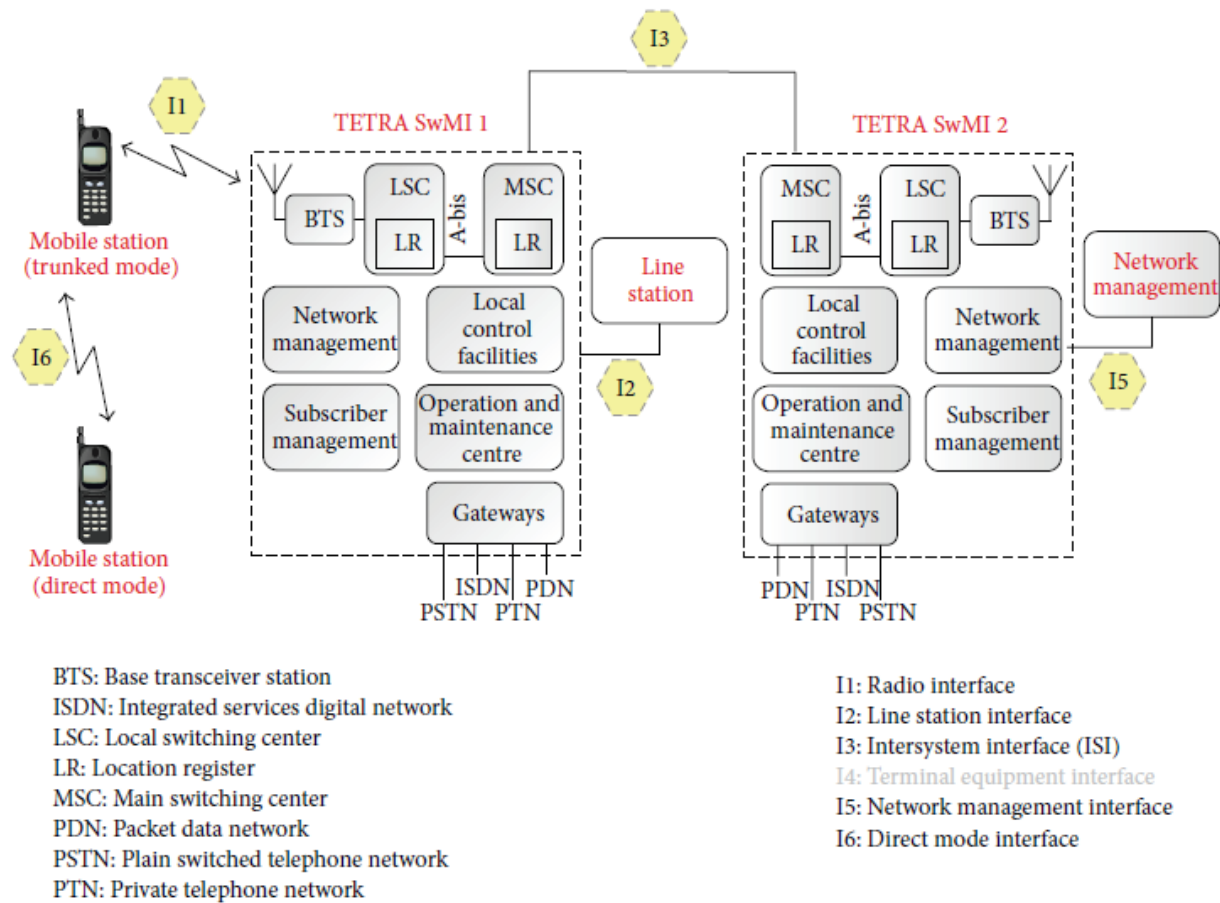 I3
I1
TETRA SwMI 1
TETRA SwMI 2
BTS
LSC
LR
A-bis
MSC
LR
MSC
LR
A-bis
LSC
LR
BTS
Mobile station
(trunked mode)
Line
station
Network
management
Network
management
Local
control
facilities
Local
control
facilities
Network
management
I6
I2
I5
Subscriber
management
Operation and
maintenance
centre
Operation and
maintenance
centre
Subscriber
management
Gateways
Gateways
Mobile station
(direct mode)
PSTN
ISDN
PTN
PDN
PDN
PTN
ISDN
PSTN
BTS: Base transceiver station
ISDN: Integrated services digital network
LSC: Local switching center
LR: Location register
MSC: Main switching center
PDN: Packet data network
PSTN: Plain switched telephone network
PTN: Private telephone network
I1: Radio interface
I2: Line station interface
I3: Intersystem interface (ISI)
I4: Terminal equipment interface
I5: Network management interface
I6: Direct mode interface